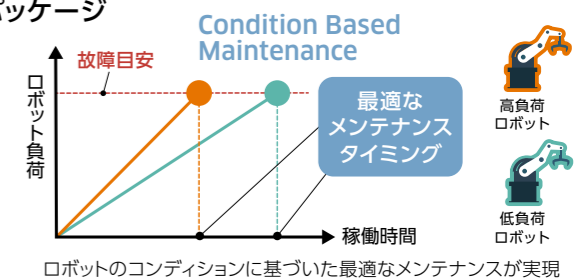 パッケージ
Condition Based
Maintenance
故障目安
ロボット負荷
最適な
メンテナンス
タイミング
稼働時間
高負荷
ロボット
低負荷
ロボット
ロボットのコンディションに基づいた最適なメンテナンスが実現